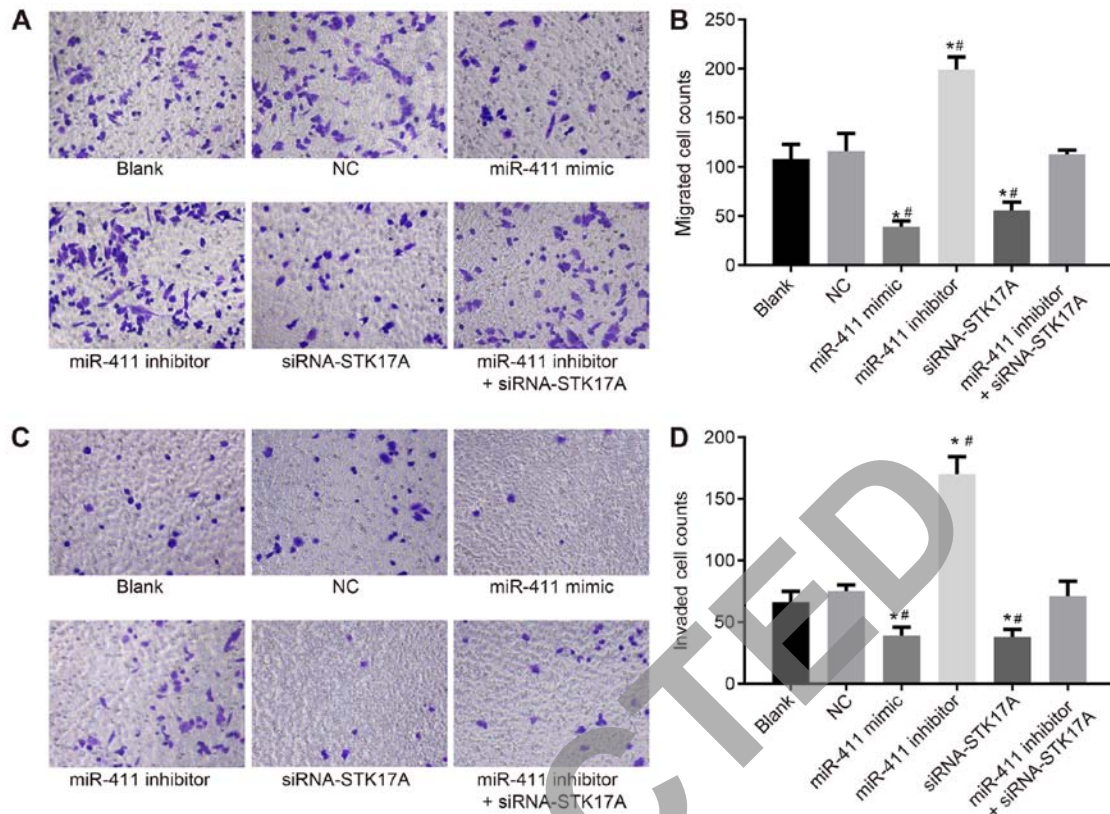 A
Blank
NC
miR-411 mimic
miR-411 inhibitor
siRNA-STK17A
miR-411 inhibitor
+ siRNA-STK17A
B
Migrated cell counts
250
200
150
100
50
0
*#
*#
*#
Blank
NC
miR-411 mimic
miR-411 inhibitor
siRNA-STK17A
miR-411 inhibitor
+ siRNA-STK17A
C
Blank
NC
miR-411 mimic
miR-411 inhibitor
siRNA-STK17A
miR-411 inhibitor
+ siRNA-STK17A
D
Invaded cell counts
200
150
100
50
0
*#
* #
*#
Blank
NC
miR-411 mimic
miR-411 inhibitor
siRNA-STK17A
miR-411 inhibitor
+ siRNA-STK17A
CTED